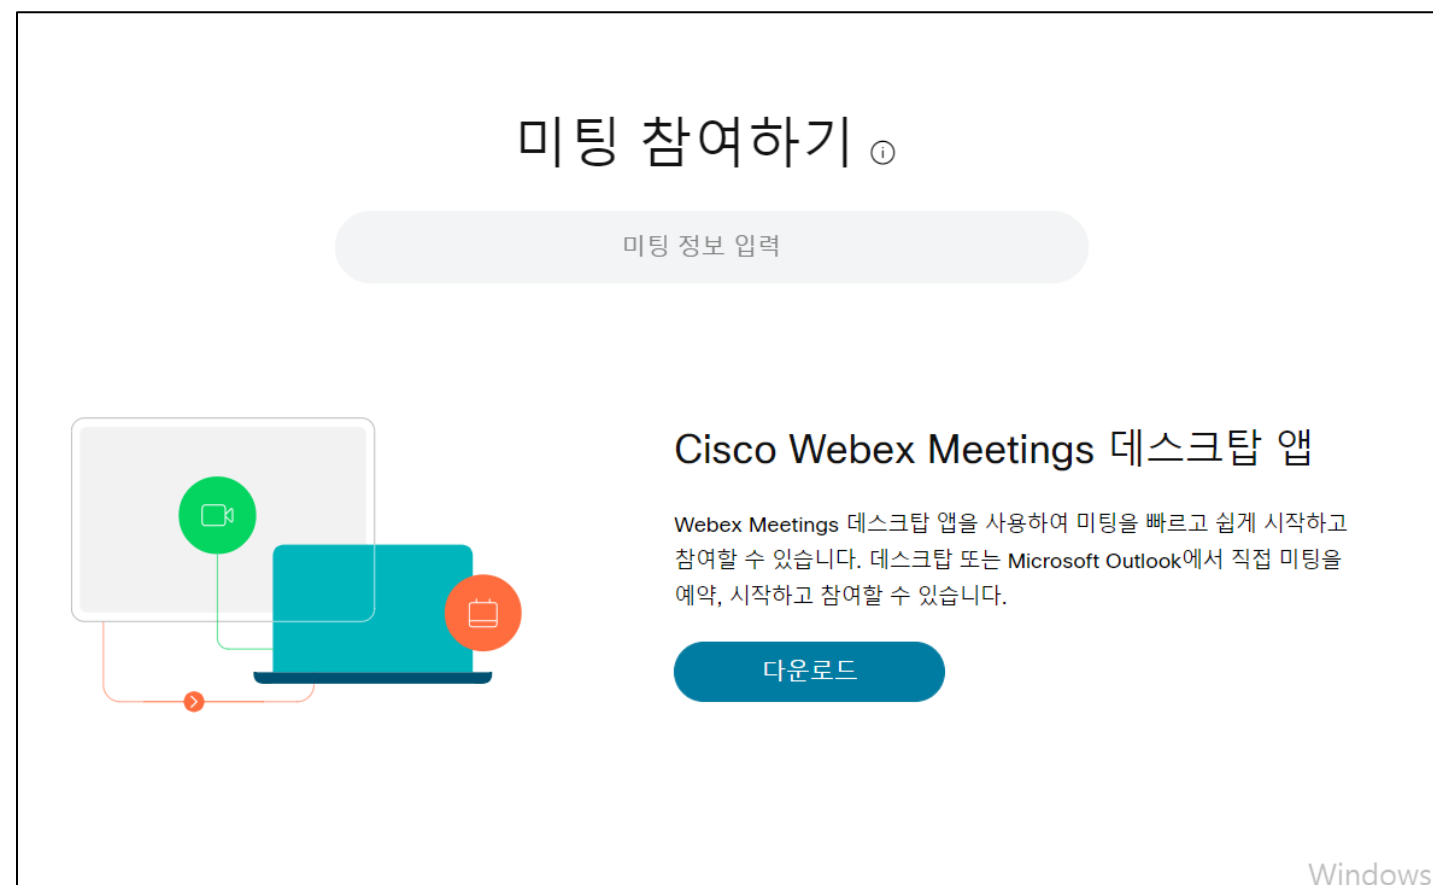 미팅 참여하기
미팅 정보 입력
Cisco Webex Meetings 데스크탑 앱
Webex Meetings 데스크탑 앱을 사용하여 미팅을 빠르고 쉽게 시작하고
참여할 수 있습니다. 데스크탑 또는 Microsoft Outlook에서 직접 미팅을
예약, 시작하고 참여할 수 있습니다.
다운로드
Windows